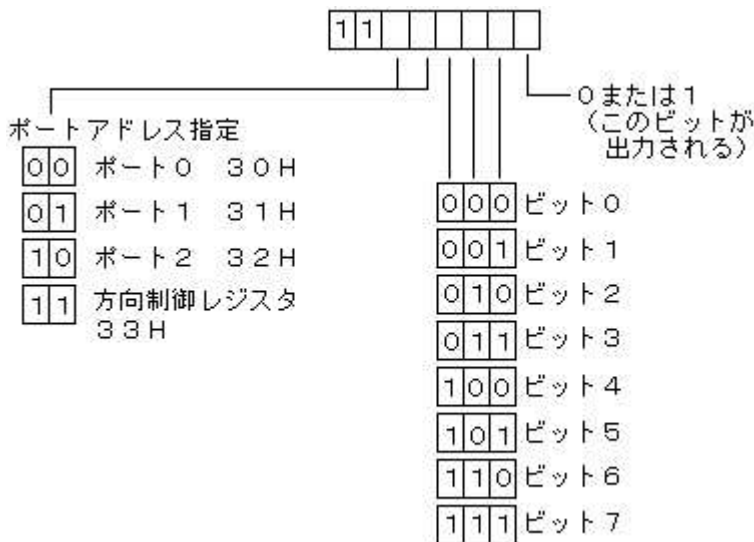 11
0または1
(このビットが
出力される)
ポートアドレス指定
00 ポート0 30H
01 ポート1 31H
10 ポート2 32H
11 方向制御レジスタ
33H
000 ビット0
001 ビット1
010 ビット2
011 ビット3
100 ビット4
101 ビット5
110 ビット6
111 ビット7